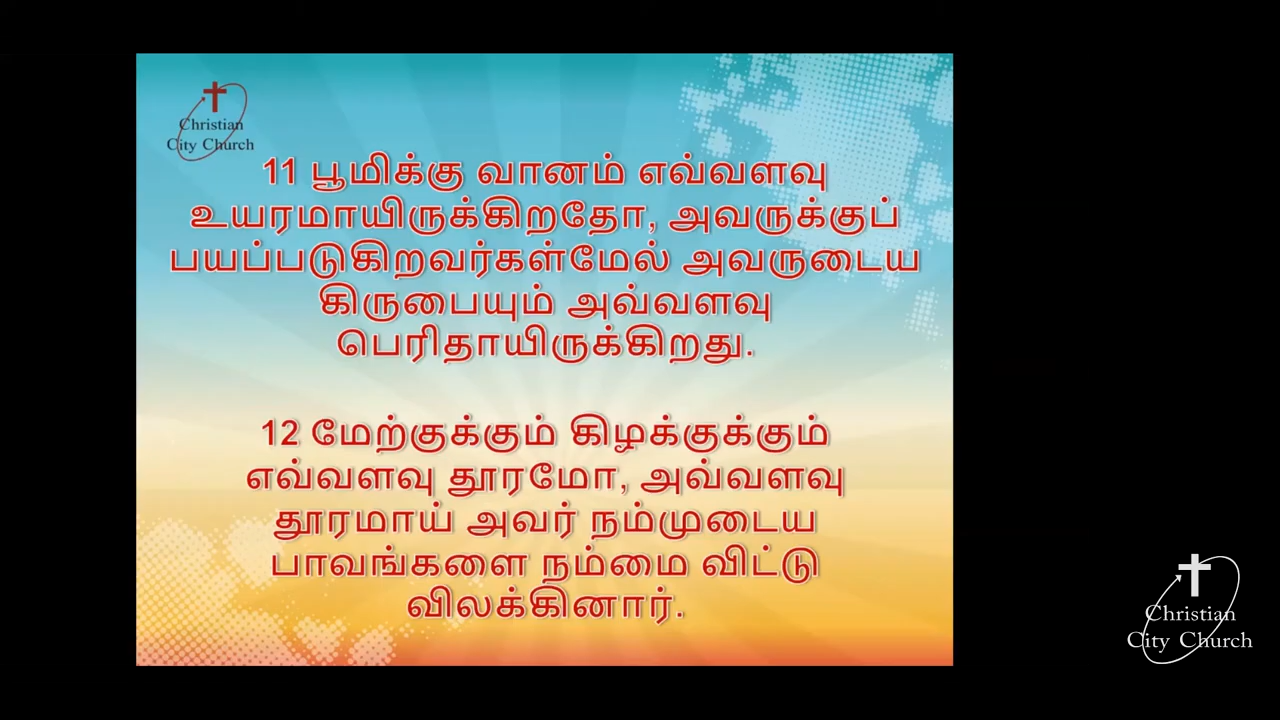 Christian
City Church
11 பூமிக்கு வானம் எவ்வளவு
உயரமாயிருக்கிறதோ, அவருக்குப்
பயப்படுகிறவர்கள்மேல் அவருடைய
கிருபையும் அவ்வளவு
பெரிதாயிருக்கிறது.
12 மேற்குக்கும் கிழக்குக்கும்
எவ்வளவு தூரமோ, அவ்வளவு
தூரமாய் அவர் நம்முடைய
பாவங்களை நம்மை விட்டு
விலக்கினார்.
Christian
City Church